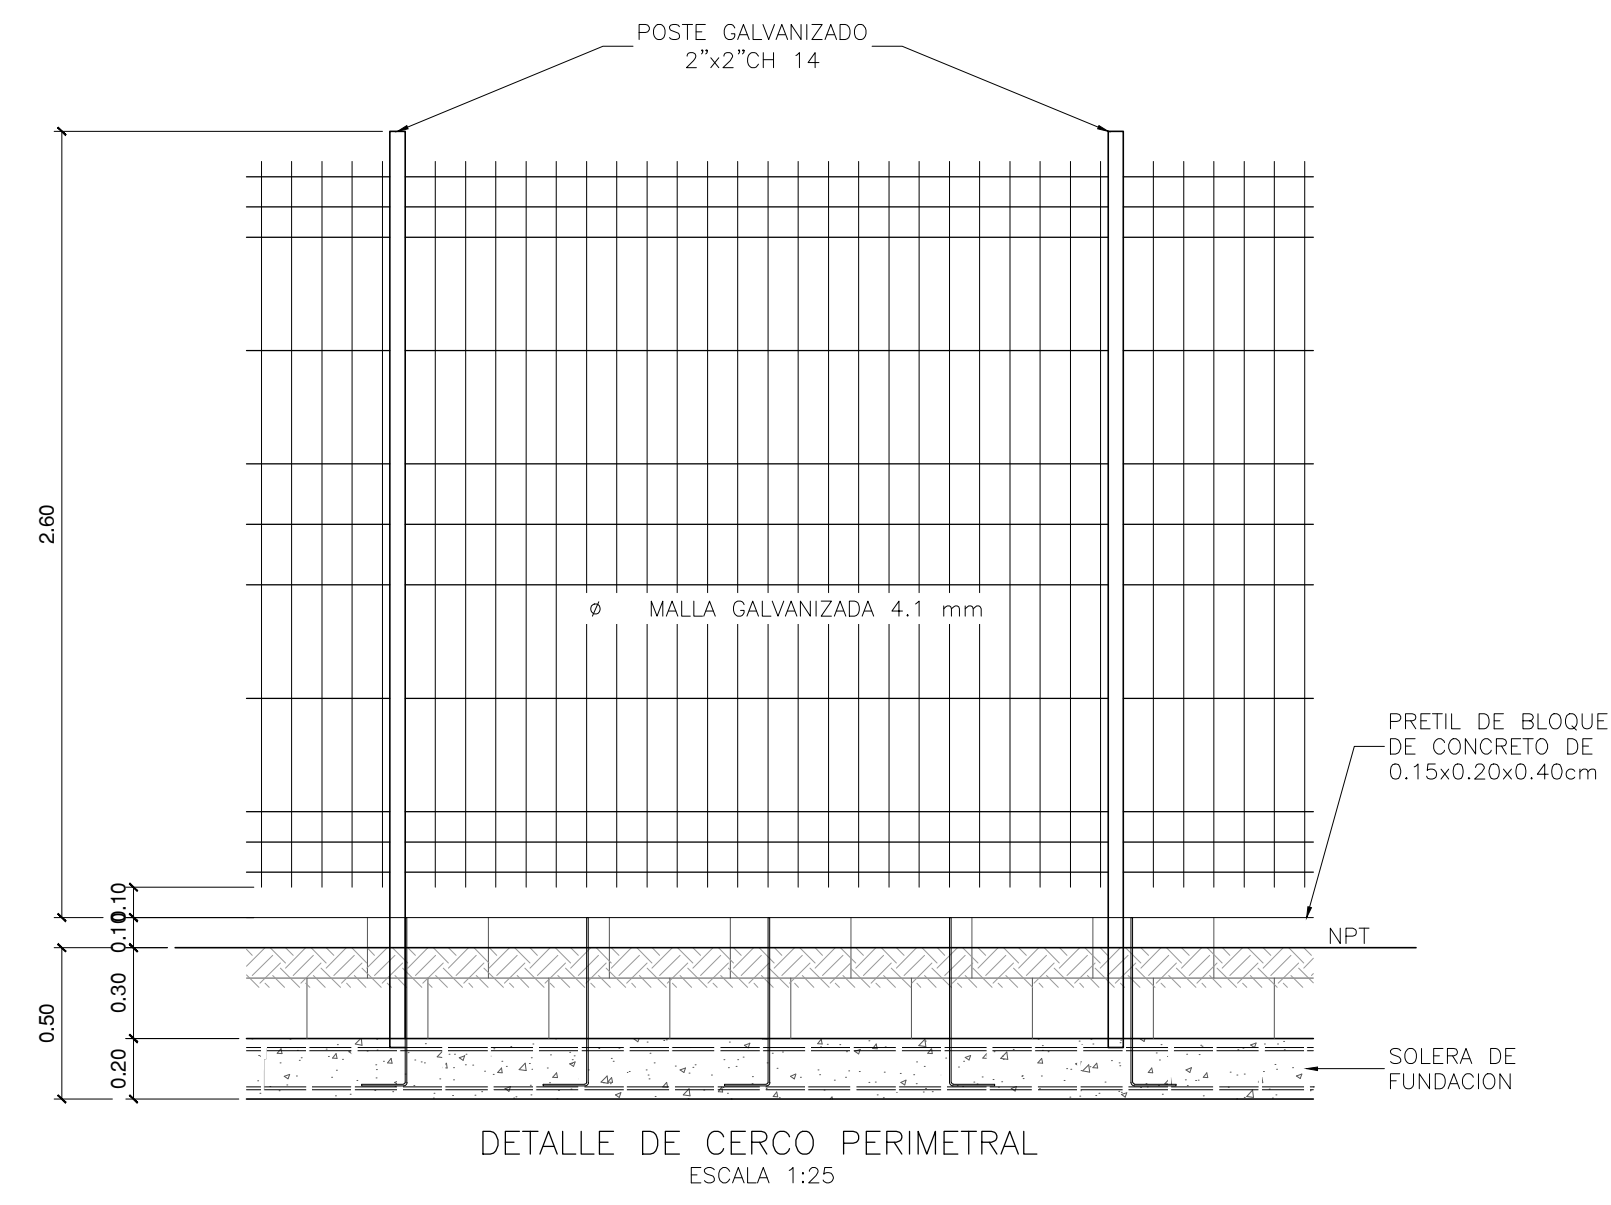 POSTE GALVANIZADO
2”x2”CH 14
2.60
Ø MALLA GALVANIZADA 4.1 mm
PRETIL DE BLOQUE
DE CONCRETO DE
0.15x0.20x0.40cm
0.10
0.10
NPT
0.30
0.50
0.20
SOLERA DE
FUNDACION
DETALLE DE CERCO PERIMETRAL
ESCALA 1:25